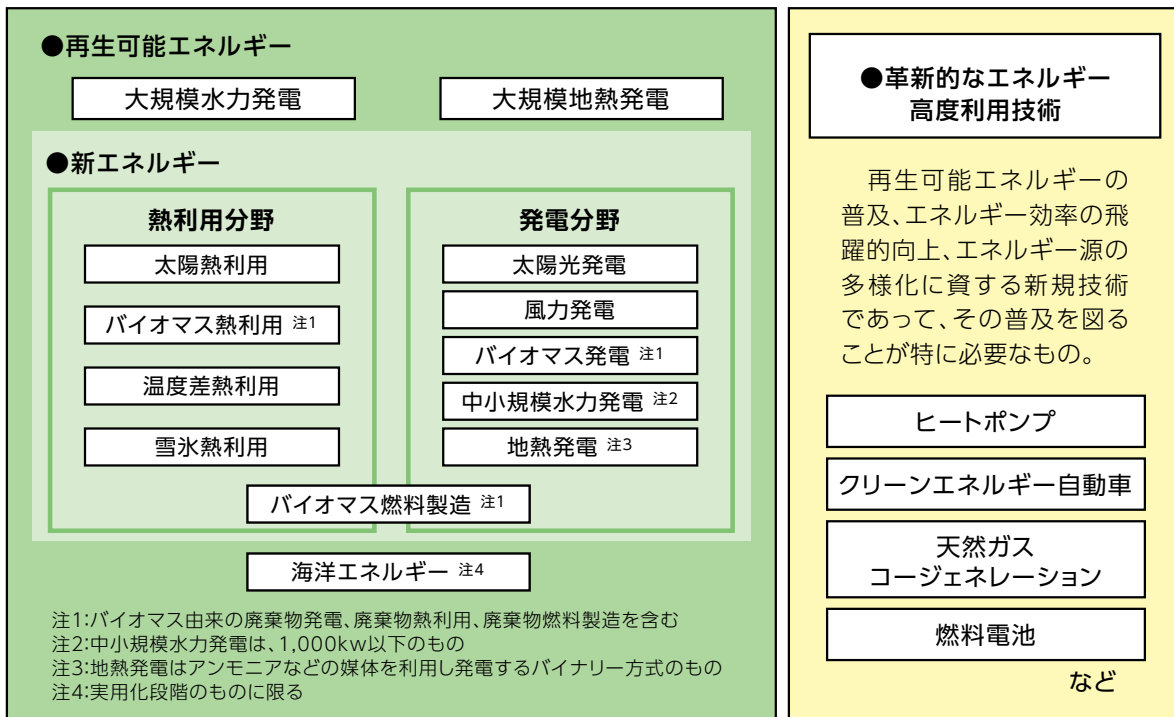 ●再生可能エネルギー
大規模水力発電
大規模地熱発電
●新エネルギー
熱利用分野
太陽熱利用
バイオマス熱利用 注1
温度差熱利用
雪氷熱利用
発電分野
太陽光発電
風力発電
バイオマス発電 注1
中小規模水力発電 注2
地熱発電 注3
バイオマス燃料製造 注1
海洋エネルギー 注4
注1:バイオマス由来の廃棄物発電、廃棄物熱利用、廃棄物燃料製造を含む
注2:中小規模水力発電は、1,000kw以下のもの
注3:地熱発電はアンモニアなどの媒体を利用し発電するバイナリー方式のもの
注4:実用化段階のものに限る
●革新的なエネルギー
高度利用技術
再生可能エネルギーの
普及、エネルギー効率の飛
躍的向上、エネルギー源の
多様化に資する新規技術
であって、その普及を図る
ことが特に必要なもの。
ヒートポンプ
クリーンエネルギー自動車
天然ガス
コージェネレーション
燃料電池
など